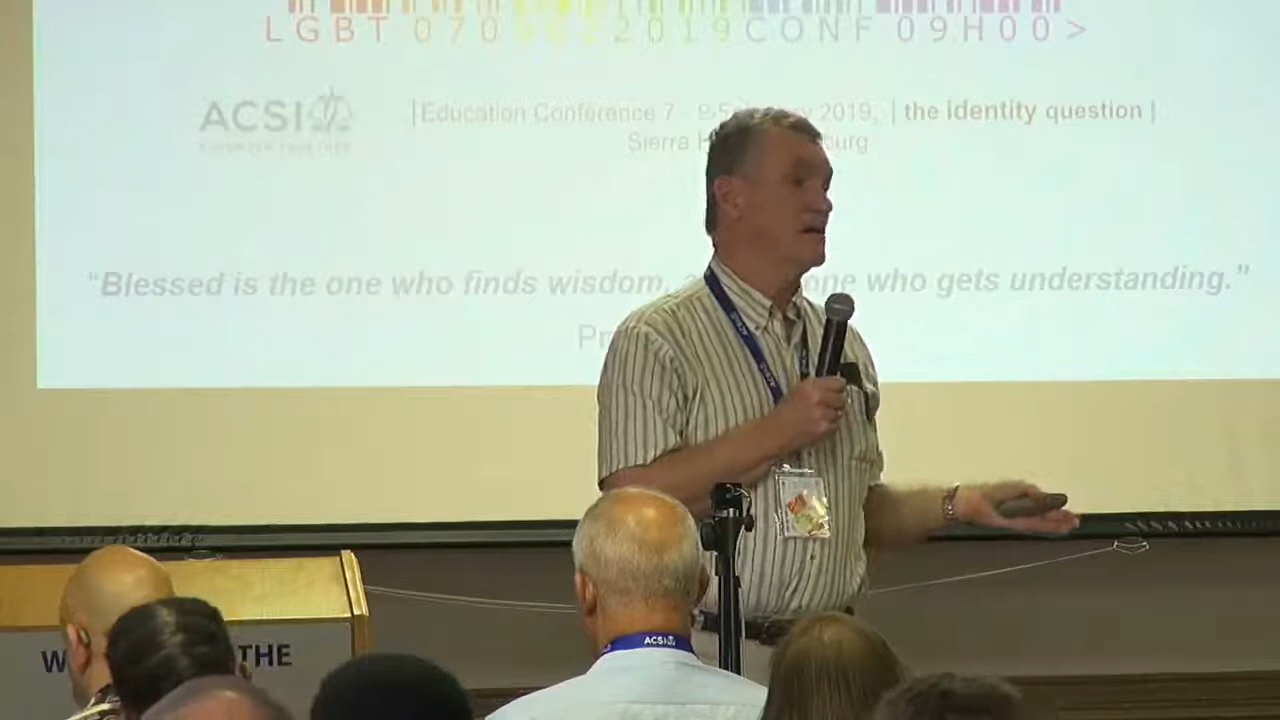 LGBT 070 2019CONF 09H00>
ACSI |Education Conference 7 - 2019, | the identity question |
Sierra
“Blessed is the one who finds wisdom, one who gets understanding.”
ACSI
THE